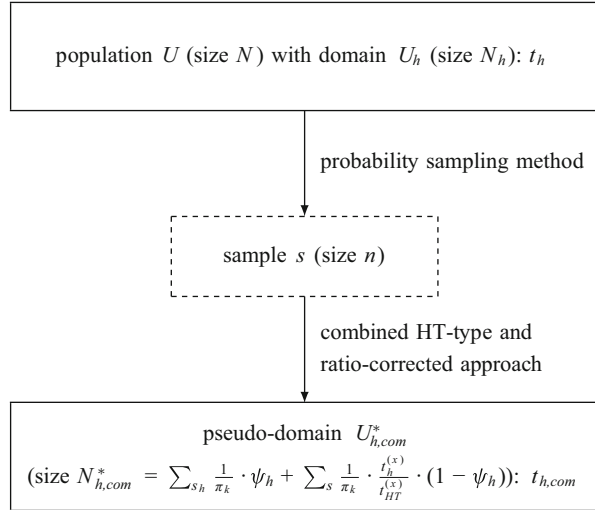 population U (size N) with domain U_h (size N_h): t_h
probability sampling method
sample s (size n)
combined HT-type and
ratio-corrected approach
pseudo-domain U*_{h,com}
(size N*_{h,com} = ∑_{s_h} 1/π_k · ψ_h + ∑_s 1/π_k · t_h^{(x)}/t_{HT}^{(x)} · (1 − ψ_h)): t_{h,com}